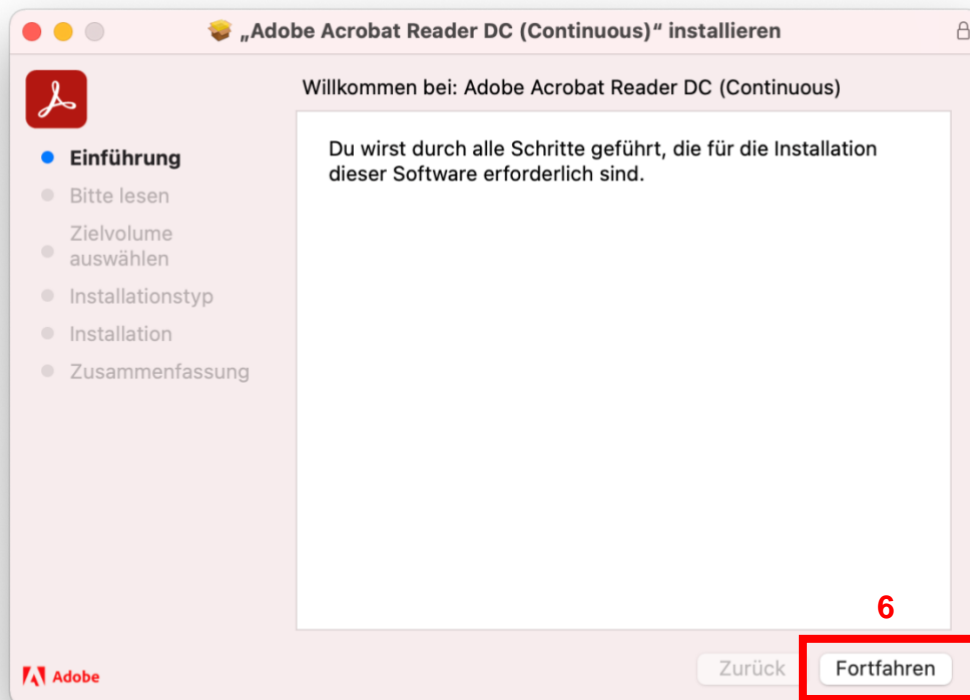 „Adobe Acrobat Reader DC (Continuous)“ installieren
Willkommen bei: Adobe Acrobat Reader DC (Continuous)
Einführung
Bitte lesen
Zielvolume
auswählen
Installationstyp
Installation
Zusammenfassung
Du wirst durch alle Schritte geführt, die für die Installation
dieser Software erforderlich sind.
6
Adobe
Zurück
Fortfahren